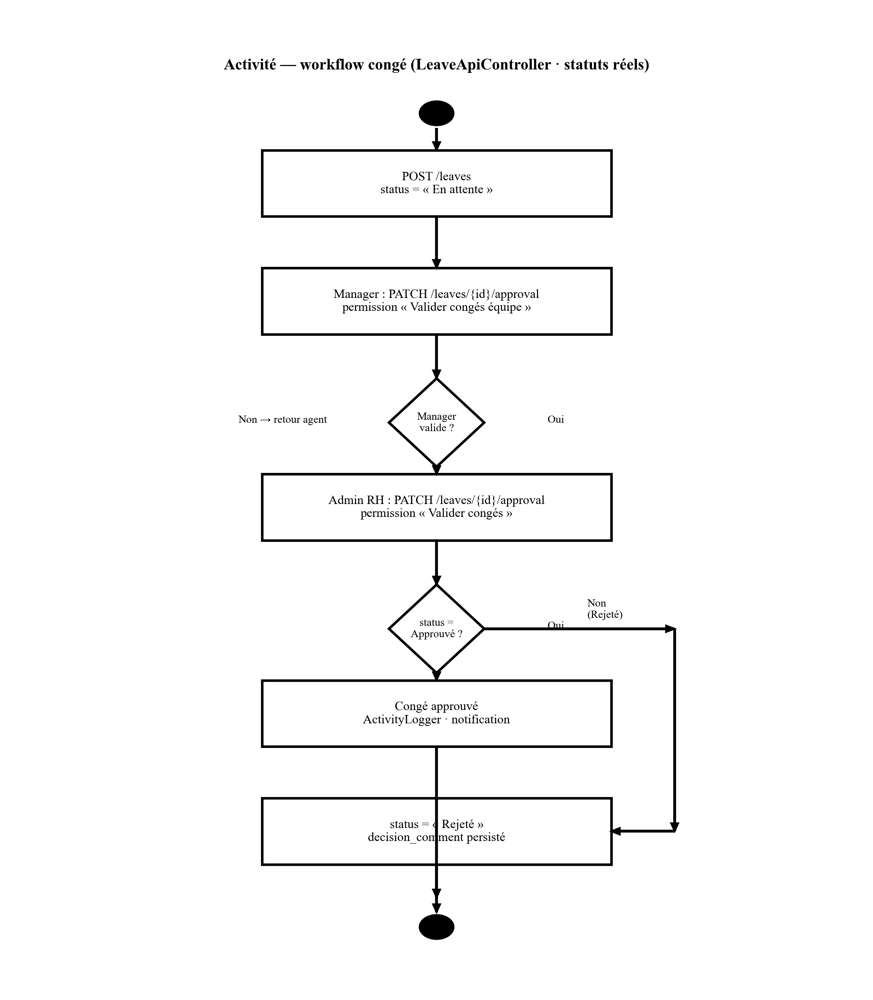 Activité — workflow congé (LeaveApiController · statuts réels)
POST /leaves
status = « En attente »
Manager : PATCH /leaves/{id}/approval
permission « Valider congés équipe »
Non → retour agent
Manager
valide ?
Oui
Admin RH : PATCH /leaves/{id}/approval
permission « Valider congés »
Non
(Rejeté)
Oui
status =
Approuvé ?
Congé approuvé
ActivityLogger · notification
status = « Rejeté »
decision_comment persisté